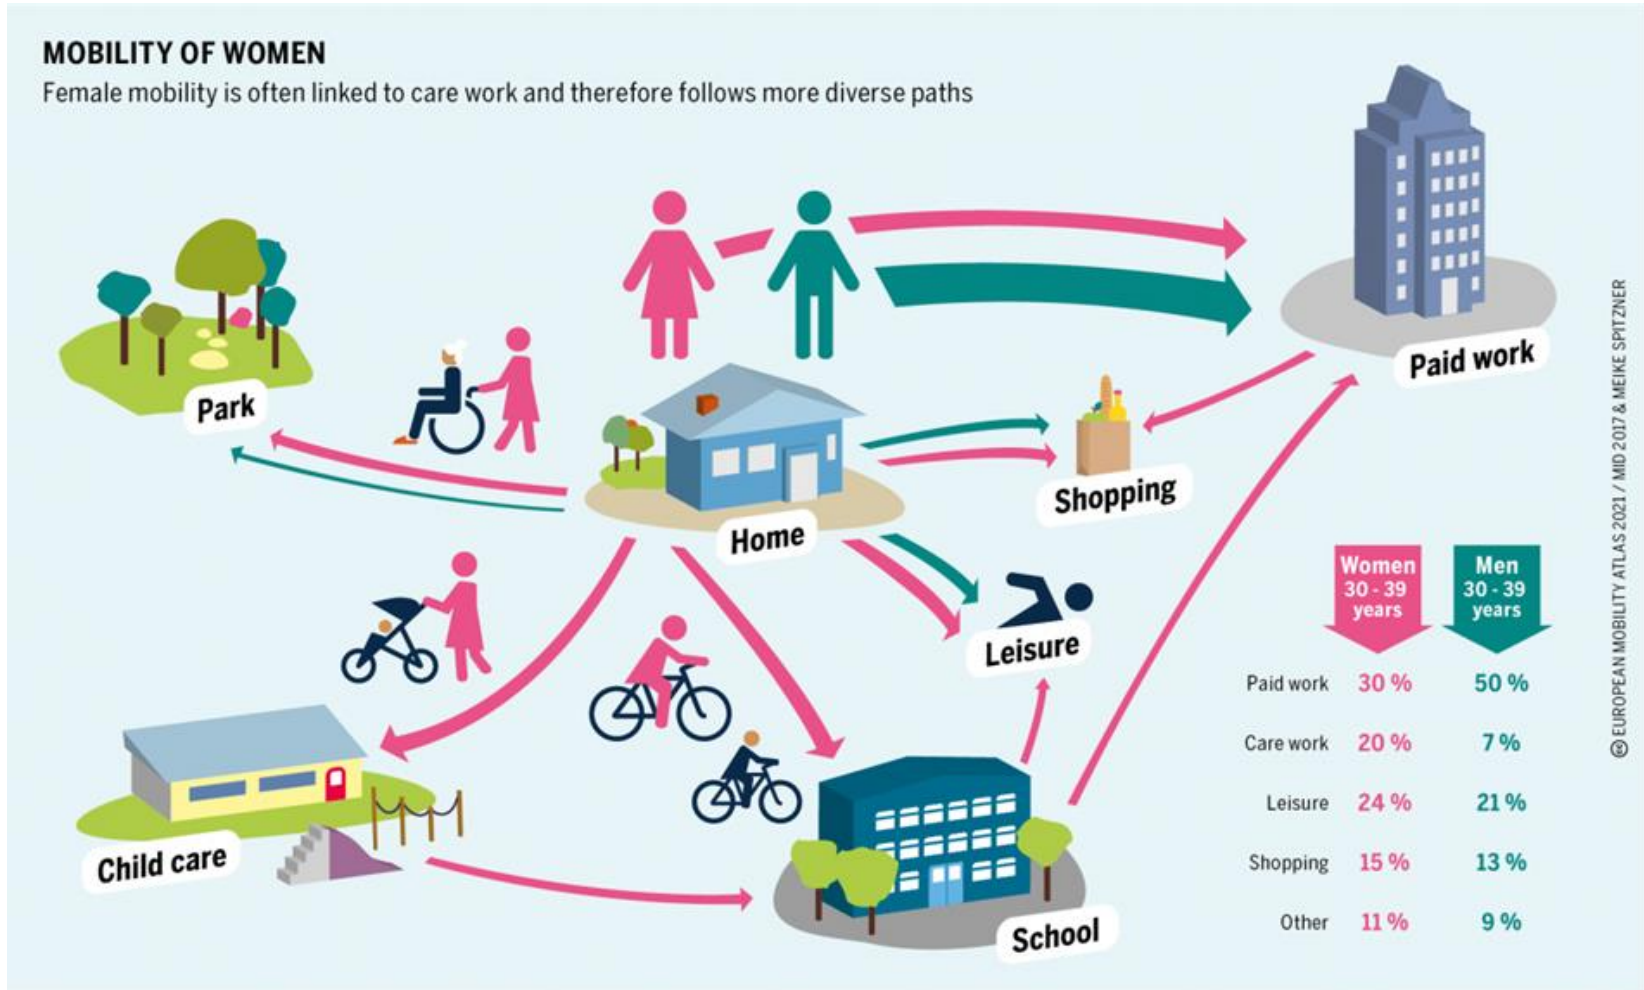 MOBILITY OF WOMEN
Female mobility is often linked to care work and therefore follows more diverse paths
Park
Home
Paid work
Shopping
Leisure
Child care
School
Women
30 - 39
years
Men
30 - 39
years
Paid work 30 % 50 %
Care work 20 % 7 %
Leisure 24 % 21 %
Shopping 15 % 13 %
Other 11 % 9 %
cc EUROPEAN MOBILITY ATLAS 2021 / MID 2017 & MEIKE SPITZNER